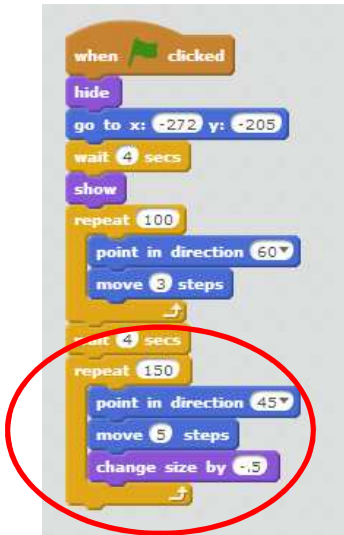 when clicked
hide
go to x: -272 y: -205
wait 4 secs
show
repeat 100
point in direction 60
move 3 steps
wait 4 secs
repeat 150
point in direction 45
move 5 steps
change size by -.5